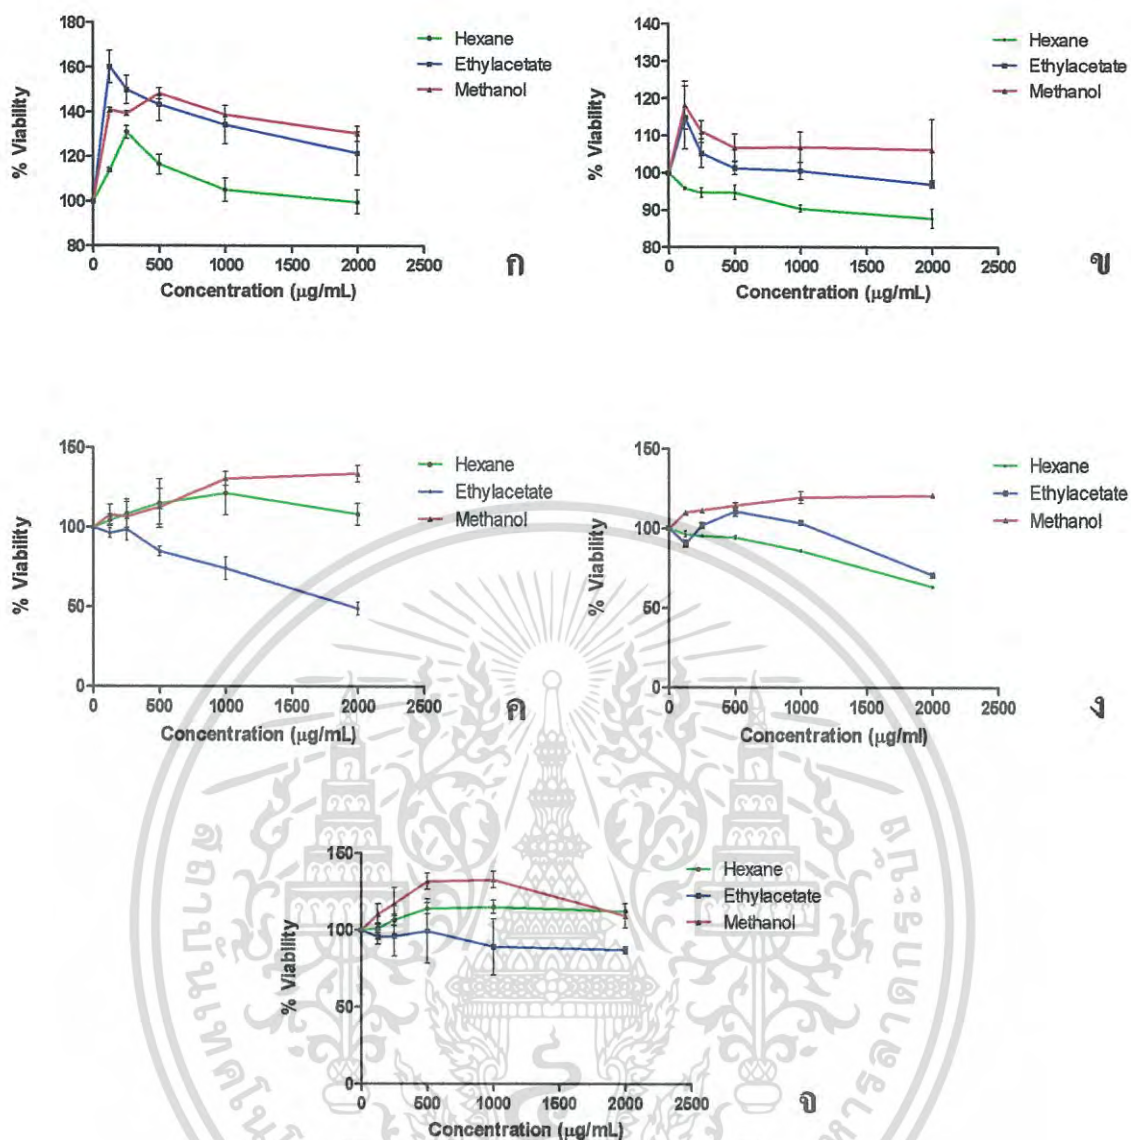 180
160
140
120
100
80
% Viability
0 500 1000 1500 2000 2500
Concentration (µg/mL)
Hexane
Ethylacetate
Methanol
ก
140
130
120
110
100
90
80
% Viability
0 500 1000 1500 2000 2500
Concentration (µg/mL)
Hexane
Ethylacetate
Methanol
ข
150
100
50
0
% Viability
0 500 1000 1500 2000 2500
Concentration (µg/mL)
Hexane
Ethylacetate
Methanol
ค
150
100
50
0
% Viability
0 500 1000 1500 2000 2500
Concentration (µg/ml)
Hexane
Ethylacetate
Methanol
ง
150
100
50
0
% Viability
0 500 1000 1500 2000 2500
Concentration (µg/mL)
Hexane
Ethylacetate
Methanol
จ